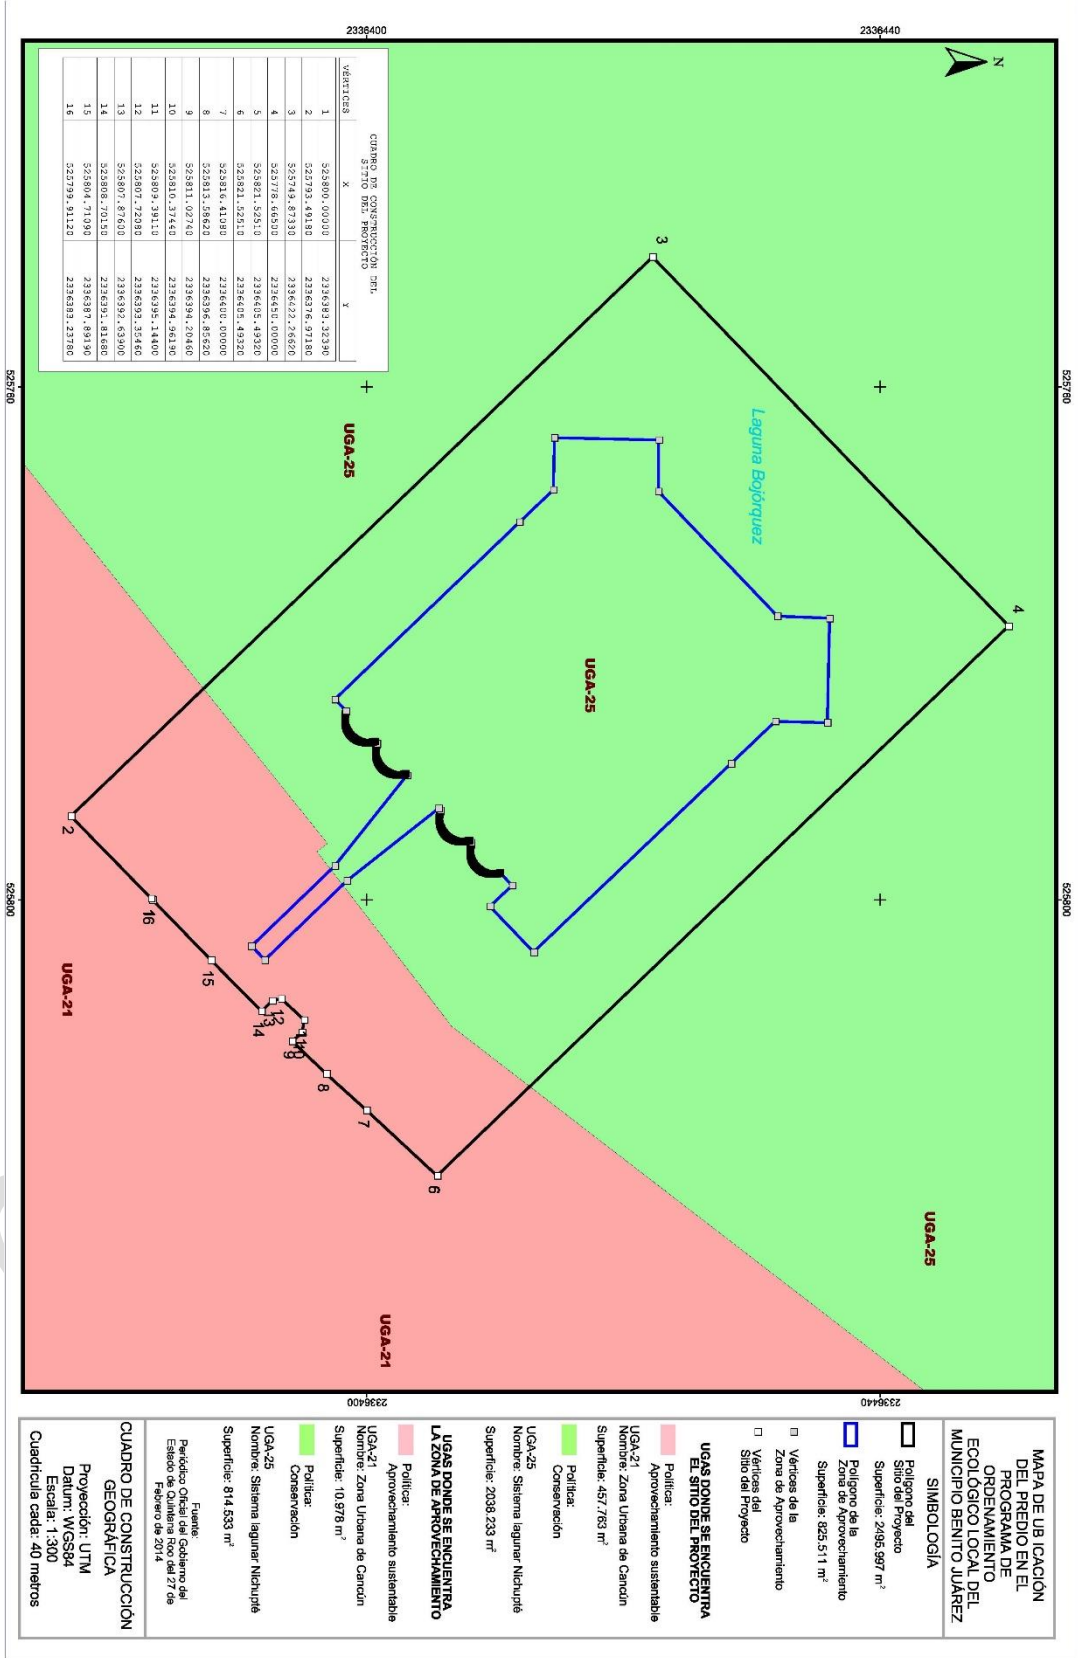 MAPA DE UBICACIÓN
DEL PREDIO EN EL
PROGRAMA DE
ORDENAMIENTO
ECOLÓGICO LOCAL DEL
MUNICIPIO BENITO JUÁREZ
SIMBOLOGÍA
Polígono del
Sitio del Proyecto
Superficie: 2495.997 m²
Polígono de la
Zona de Aprovechamiento
Superficie: 825.511 m²
Vértices de la
Zona de Aprovechamiento
Vértices del
Sitio del Proyecto
UGAS DONDE SE ENCUENTRA
EL SITIO DEL PROYECTO
Política:
Aprovechamiento sustentable
UGA-21
Nombre: Zona Urbana de Cancún
Superficie: 457.763 m²
Política:
Conservación
UGA-25
Nombre: Sistema lagunar Nichupté
Superficie: 2038.233 m²
UGAS DONDE SE ENCUENTRA
LA ZONA DE APROVECHAMIENTO
Política:
Aprovechamiento sustentable
UGA-21
Nombre: Zona Urbana de Cancún
Superficie: 10.978 m²
Política:
Conservación
UGA-25
Nombre: Sistema lagunar Nichupté
Superficie: 814.533 m²
Fuente:
Periódico Oficial del Gobierno del
Estado de Quintana Roo del 27 de
Febrero de 2014
CUADRO DE CONSTRUCCIÓN
GEOGRÁFICA
Proyección: UTM
Datum: WGS84
Escala: 1:300
Cuadrícula cada: 40 metros
N
525760
525800
2336440
2336400
2336440
2336400
525760
525800
Laguna Bojórquez
UGA-25
UGA-25
UGA-25
UGA-21
UGA-21
2
3
4
6
7
8
9
10
11
12
13
14
15
16
CUADRO DE CONSTRUCCIÓN DEL
SITIO DEL PROYECTO
VÉRTICES X Y
1 525800.00000 2336383.32390
2 525793.49180 2336376.97180
3 525749.87330 2336422.26620
4 525778.66500 2336450.00000
5 525821.52510 2336405.49320
6 525821.52510 2336405.49320
7 525816.41080 2336400.00000
8 525813.58620 2336396.85620
9 525811.02740 2336394.20460
10 525810.37440 2336394.96190
11 525809.39110 2336395.14400
12 525807.72080 2336393.35460
13 525807.87600 2336392.63900
14 525808.70150 2336391.81680
15 525804.71090 2336387.89190
16 525799.91120 2336383.23780